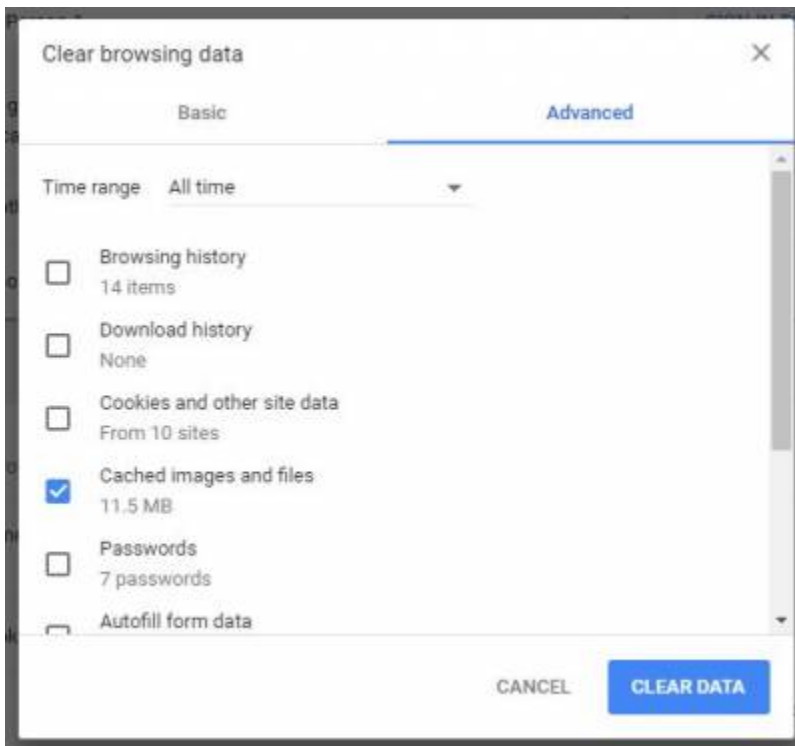 Clear browsing data
Basic Advanced
Time range All time
Browsing history
14 items
Download history
None
Cookies and other site data
From 10 sites
Cached images and files
11.5 MB
Passwords
7 passwords
Autofill form data
CANCEL CLEAR DATA